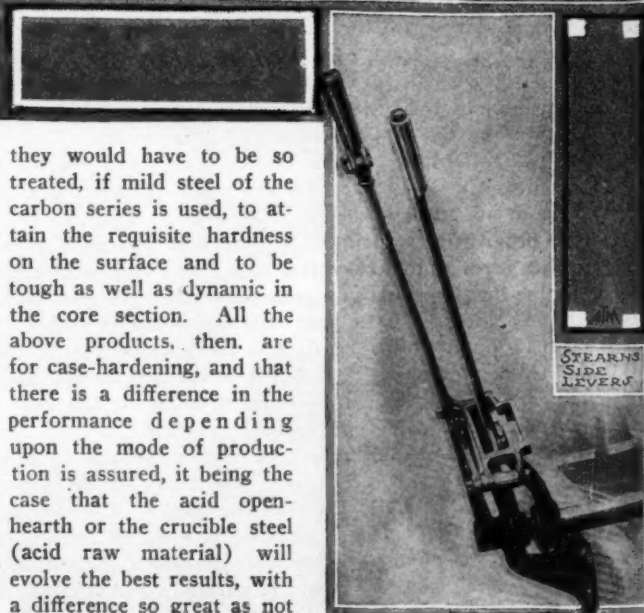 they would have to be so
treated, if mild steel of the
carbon series is used, to at-
tain the requisite hardness
on the surface and to be
tough as well as dynamic in
the core section. All the
above products, then, are
for case-hardening, and that
there is a difference in the
performance depending
upon the mode of produc-
tion is assured, it being the
case that the acid open-
hearth or the crucible steel
(acid raw material) will
evolve the best results, with
a difference so great as not
STEARNS
SIDE
LEVERS